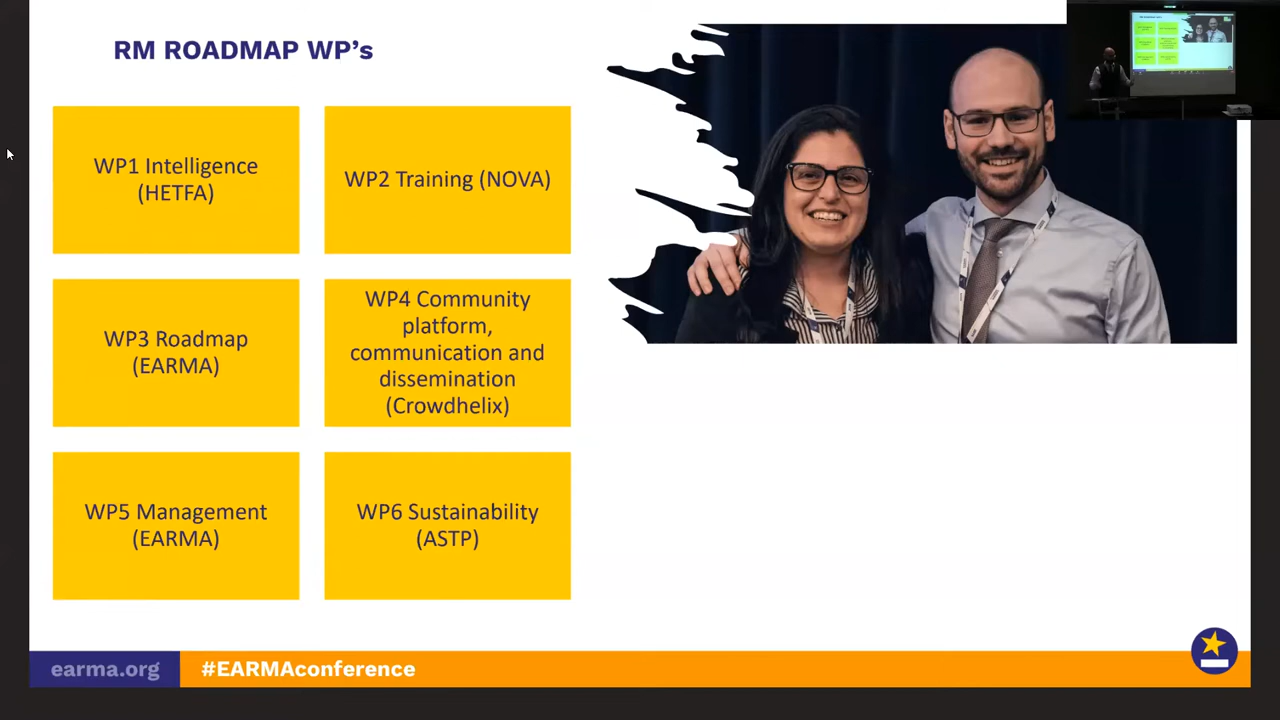 RM ROADMAP WP’s
WP1 Intelligence
(HETFA)
WP2 Training (NOVA)
WP3 Roadmap
(EARMA)
WP4 Community
platform,
communication and
dissemination
(Crowdhelix)
WP5 Management
(EARMA)
WP6 Sustainability
(ASTP)
earma.org
#EARMAconference